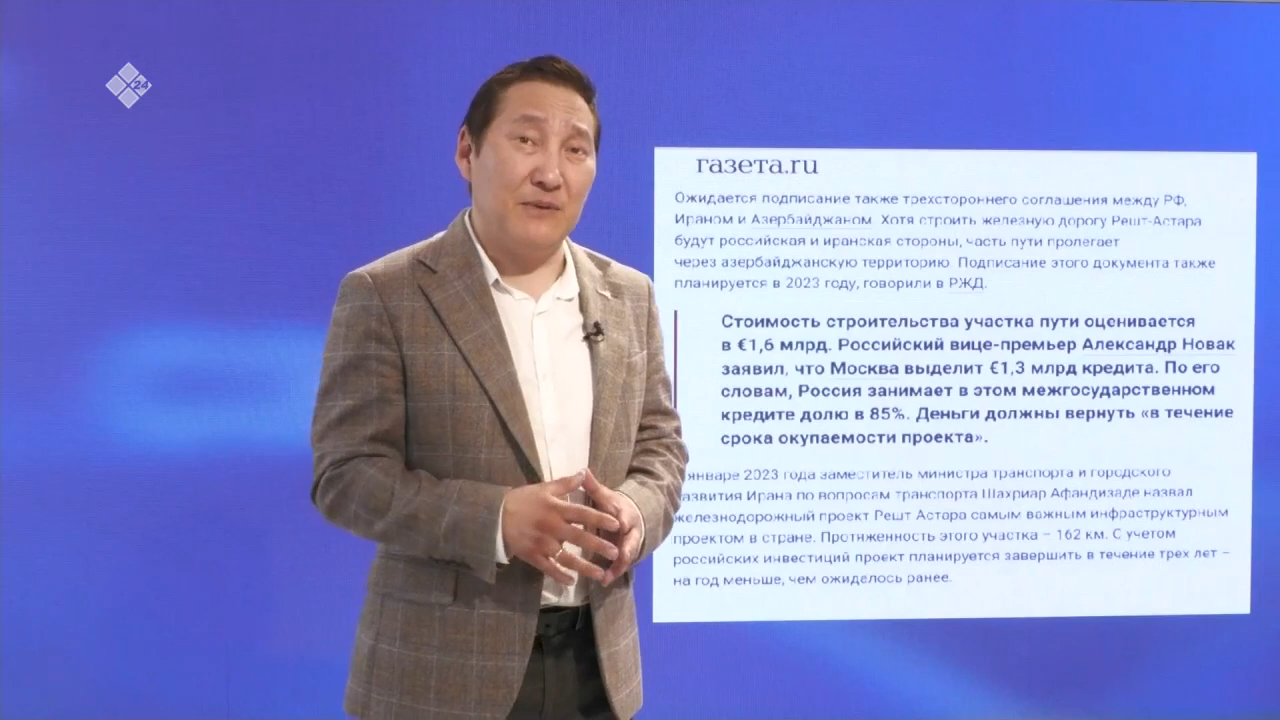 24
газета.ru
Ожидается подписание также трехстороннего соглашения между РФ,
Ираном и Азербайджаном. Хотя строить железную дорогу Решт-Астара
будут российская и иранская стороны, часть пути пролегает
через азербайджанскую территорию. Подписание этого документа также
планируется в 2023 году, говорили в РЖД.
Стоимость строительства участка пути оценивается
в €1,6 млрд. Российский вице-премьер Александр Новак
заявил, что Москва выделит €1,3 млрд кредита. По его
словам, Россия занимает в этом межгосударственном
кредите долю в 85%. Деньги должны вернуть «в течение
срока окупаемости проекта».
январе 2023 года заместитель министра транспорта и городского
развития Ирана по вопросам транспорта Шахриар Афандизаде назвал
железнодорожный проект Решт Астара самым важным инфраструктурным
проектом в стране. Протяженность этого участка – 162 км. С учетом
российских инвестиций проект планируется завершить в течение трех лет –
на год меньше, чем ожидалось ранее.